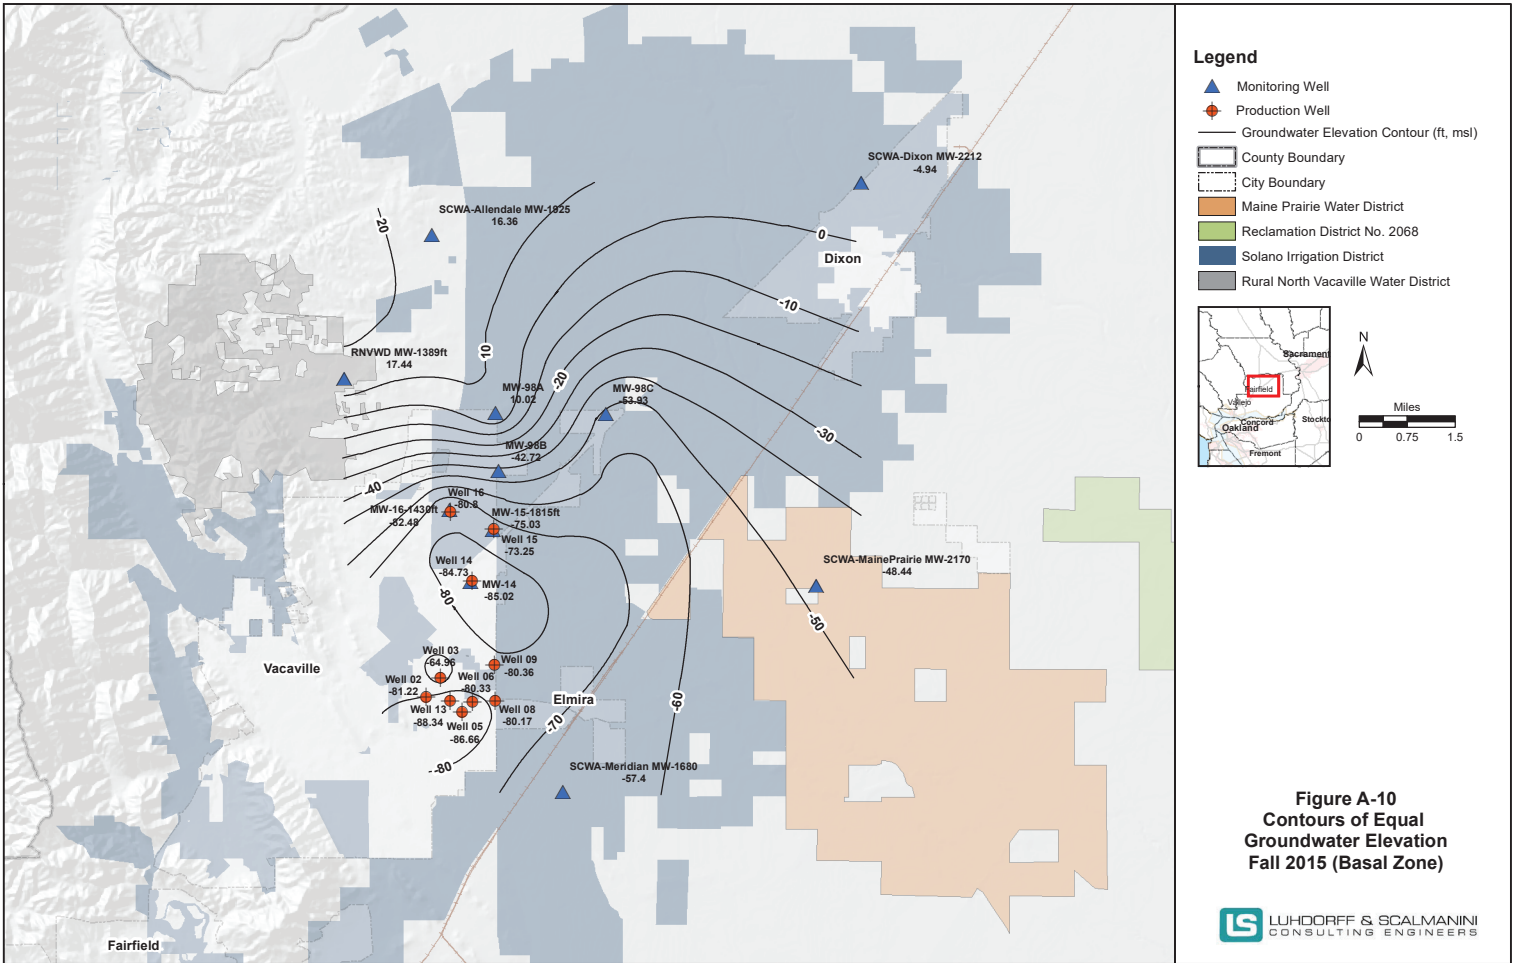 SCWA-Dixon MW-2212
-4.94
SCWA-Allendale MW-1925
16.36
-20
0
Dixon
-10
10
RNVWD MW-1389ft
17.44
-20
MW-98A
10.02
MW-98C
-53.93
-30
MW-98B
-42.72
-40
Well 16
-80.8
MW-16-1430ft
-82.48
MW-15-1815ft
-75.03
Well 15
-73.25
Well 14
-84.73
MW-14
-85.02
-80
SCWA-MainePrairie MW-2170
-48.44
-50
Vacaville
Well 03
-64.96
Well 09
-80.36
Well 02
-81.22
Well 06
-80.33
Well 13
-88.34
Well 05
-86.66
Well 08
-80.17
Elmira
-60
-70
-80
SCWA-Meridian MW-1680
-57.4
Fairfield
Legend
Monitoring Well
Production Well
Groundwater Elevation Contour (ft, msl)
County Boundary
City Boundary
Maine Prairie Water District
Reclamation District No. 2068
Solano Irrigation District
Rural North Vacaville Water District
Sacrament
Fairfield
Vallejo
Concord
Oakland
Stockto
Fremont
N
Miles
0 0.75 1.5
Figure A-10
Contours of Equal
Groundwater Elevation
Fall 2015 (Basal Zone)
LS
LUHDORFF & SCALMANINI
CONSULTING ENGINEERS